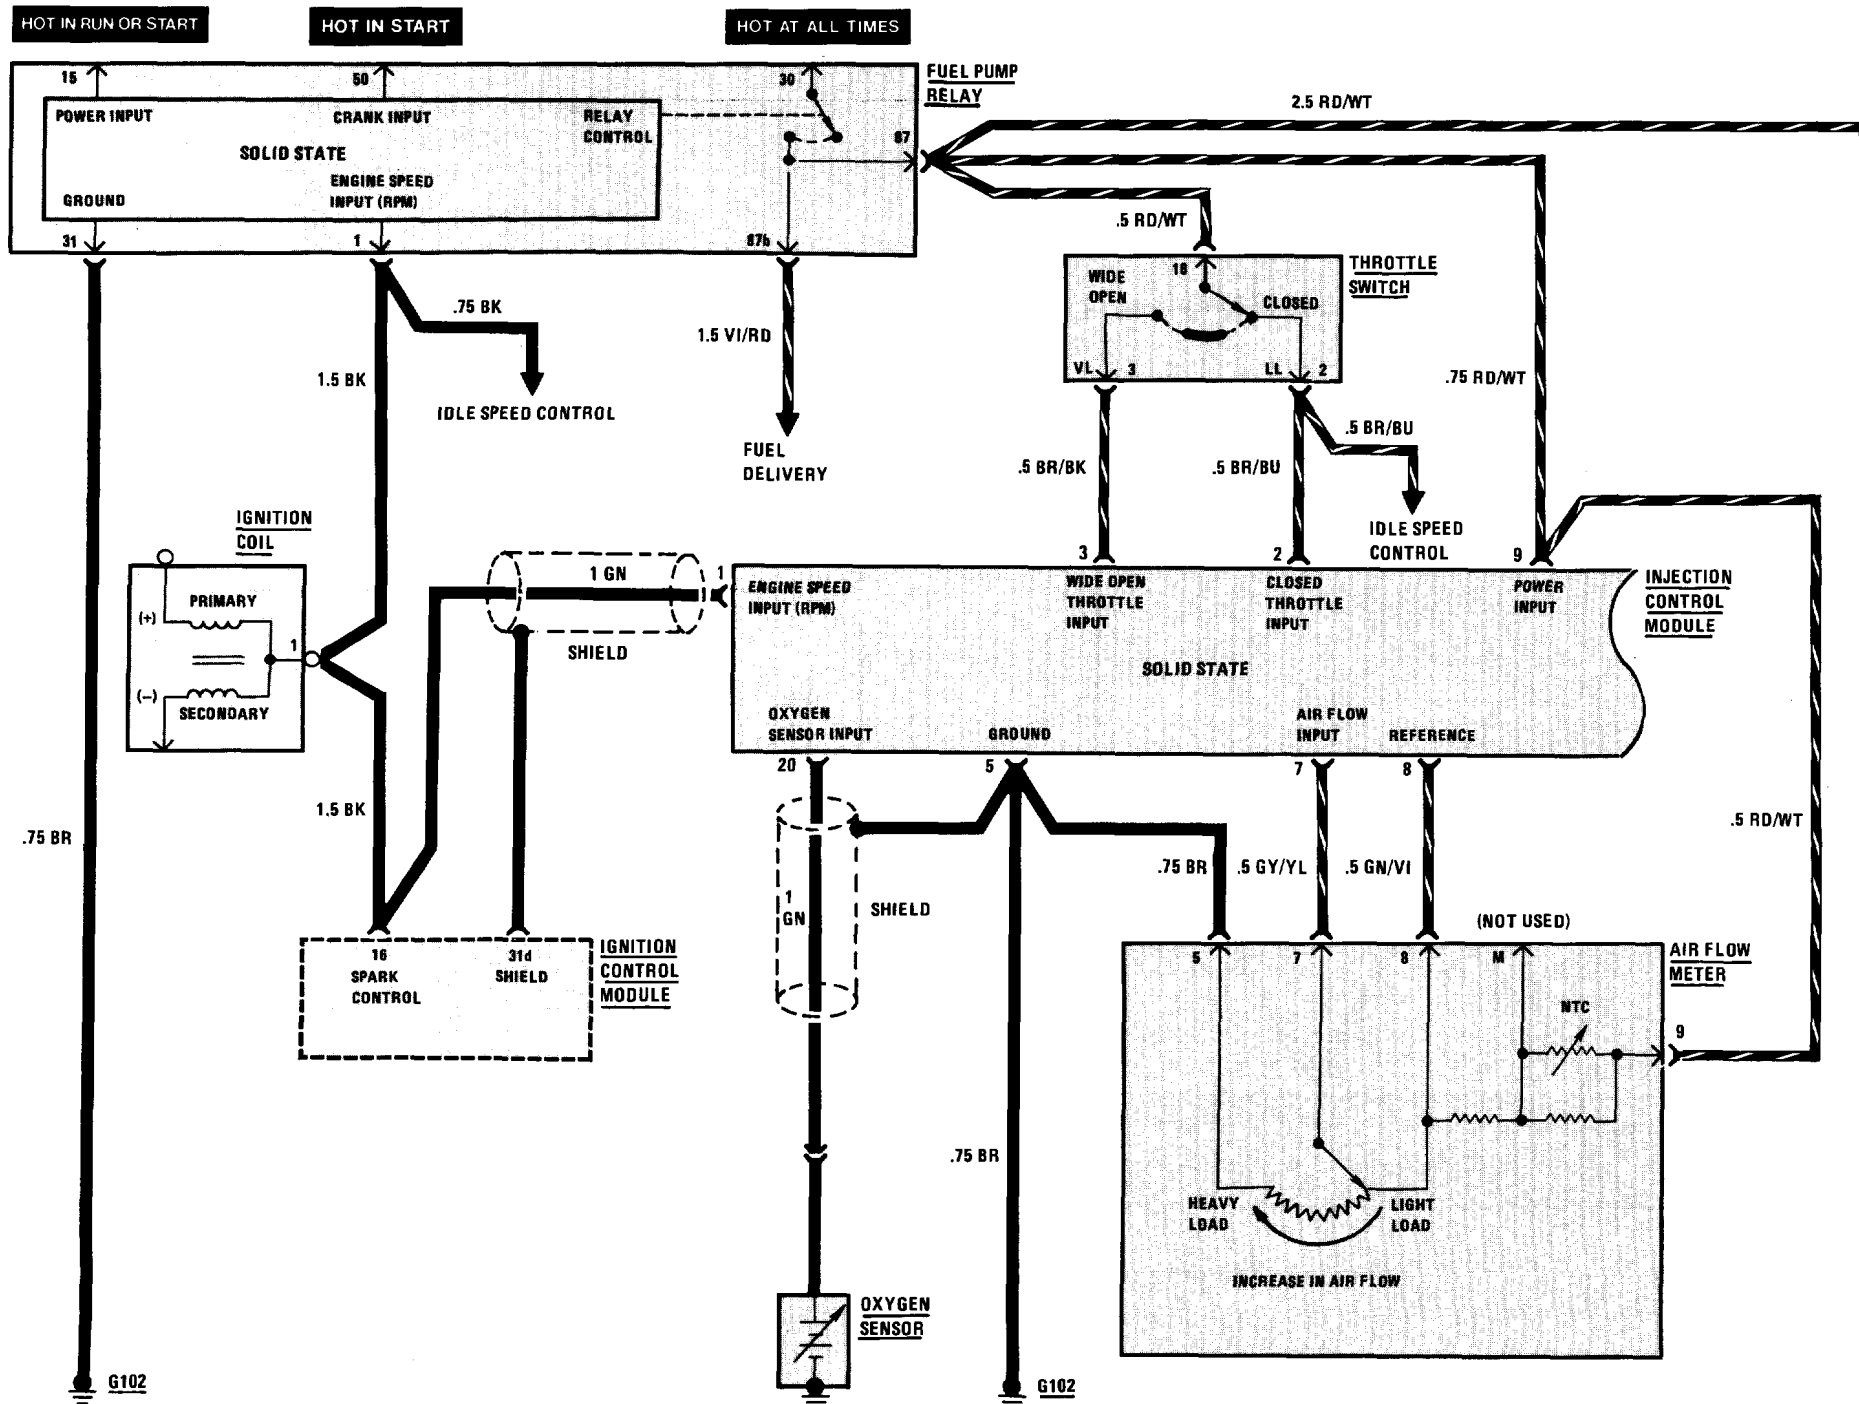 HOT IN RUN OR START
HOT IN START
HOT AT ALL TIMES
15
50
30
FUEL PUMP
RELAY
POWER INPUT
CRANK INPUT
RELAY
CONTROL
87
2.5 RD/WT
SOLID STATE
ENGINE SPEED
INPUT (RPM)
GROUND
31
1
87b
.5 RD/WT
THROTTLE
SWITCH
18
WIDE
OPEN
CLOSED
VL
3
LL
2
.75 BK
1.5 BK
IDLE SPEED CONTROL
1.5 VI/RD
FUEL
DELIVERY
.75 RD/WT
.5 BR/BK
.5 BR/BU
.5 BR/BU
IDLE SPEED
CONTROL
IGNITION
COIL
PRIMARY
(+)
1
(−)
SECONDARY
1 GN
SHIELD
1
3
2
9
ENGINE SPEED
INPUT (RPM)
WIDE OPEN
THROTTLE
INPUT
CLOSED
THROTTLE
INPUT
POWER
INPUT
INJECTION
CONTROL
MODULE
SOLID STATE
OXYGEN
SENSOR INPUT
GROUND
AIR FLOW
INPUT
REFERENCE
20
5
7
8
.75 BR
1.5 BK
1
GN
SHIELD
.75 BR
.5 GY/YL
.5 GN/VI
.5 RD/WT
16
SPARK
CONTROL
31d
SHIELD
IGNITION
CONTROL
MODULE
(NOT USED)
5
7
8
M
AIR FLOW
METER
NTC
9
.75 BR
HEAVY
LOAD
LIGHT
LOAD
INCREASE IN AIR FLOW
OXYGEN
SENSOR
G102
G102